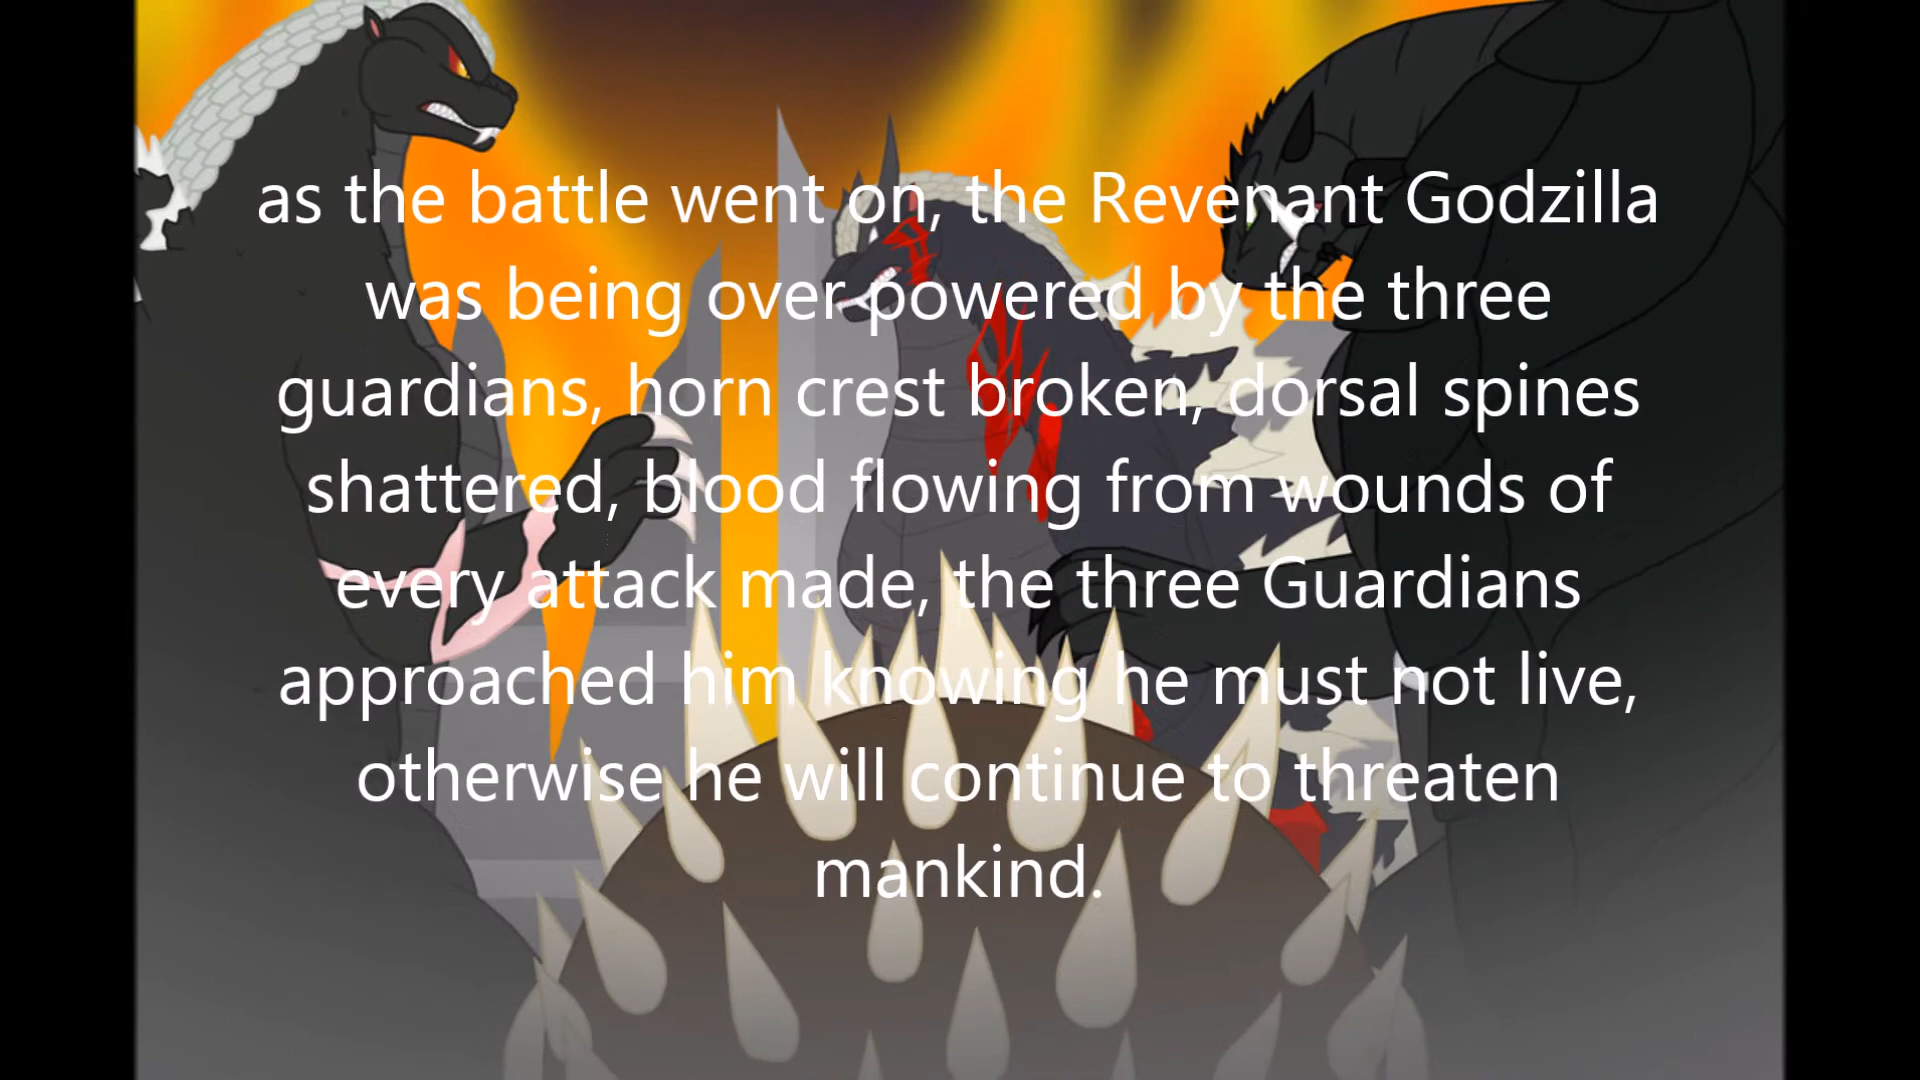 as the battle went on, the Revenant Godzilla
was being over powered by the three
guardians, horn crest broken, dorsal spines
shattered, blood flowing from wounds of
every attack made, the three Guardians
approached him knowing he must not live,
otherwise he will continue to threaten
mankind.